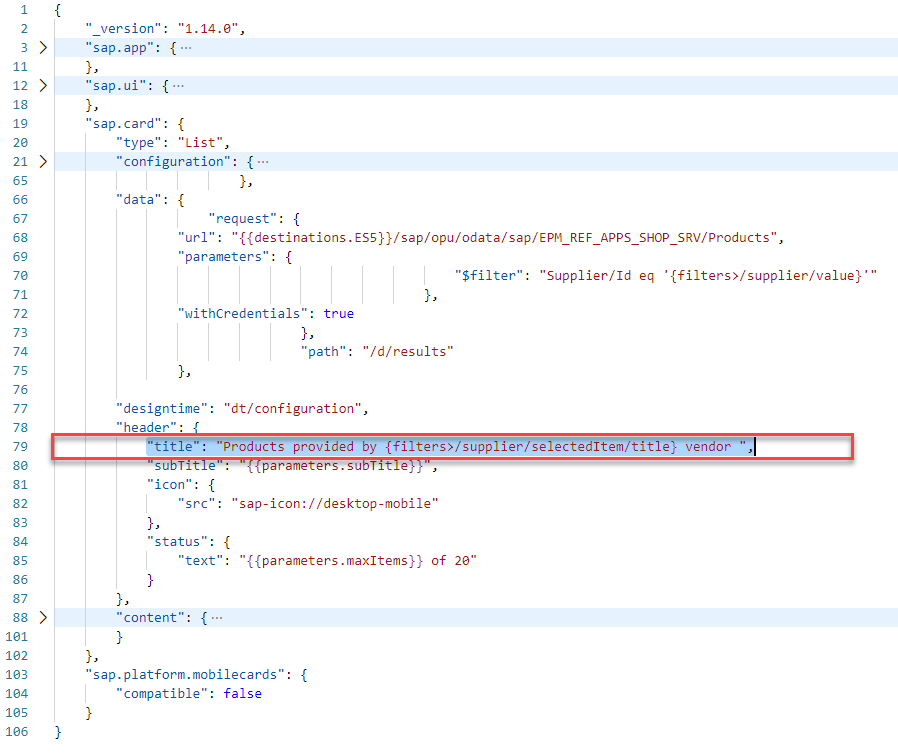 1 {
2 "_version": "1.14.0",
3 "sap.app": { ···
11 },
12 "sap.ui": { ···
18 },
19 "sap.card": {
20 "type": "List",
21 "configuration": { ···
65 },
66 "data": {
67 "request": {
68 "url": "{{destinations.ES5}}/sap/opu/odata/sap/EPM_REF_APPS_SHOP_SRV/Products",
69 "parameters": {
70 "$filter": "Supplier/Id eq '{filters>/supplier/value}'"
71 },
72 "withCredentials": true
73 },
74 "path": "/d/results"
75 },
76
77 "designtime": "dt/configuration",
78 "header": {
79 "title": "Products provided by {filters>/supplier/selectedItem/title} vendor ",
80 "subTitle": "{{parameters.subTitle}}",
81 "icon": {
82 "src": "sap-icon://desktop-mobile"
83 },
84 "status": {
85 "text": "{{parameters.maxItems}} of 20"
86 }
87 },
88 "content": { ···
101 }
102 },
103 "sap.platform.mobilecards": {
104 "compatible": false
105 }
106 }